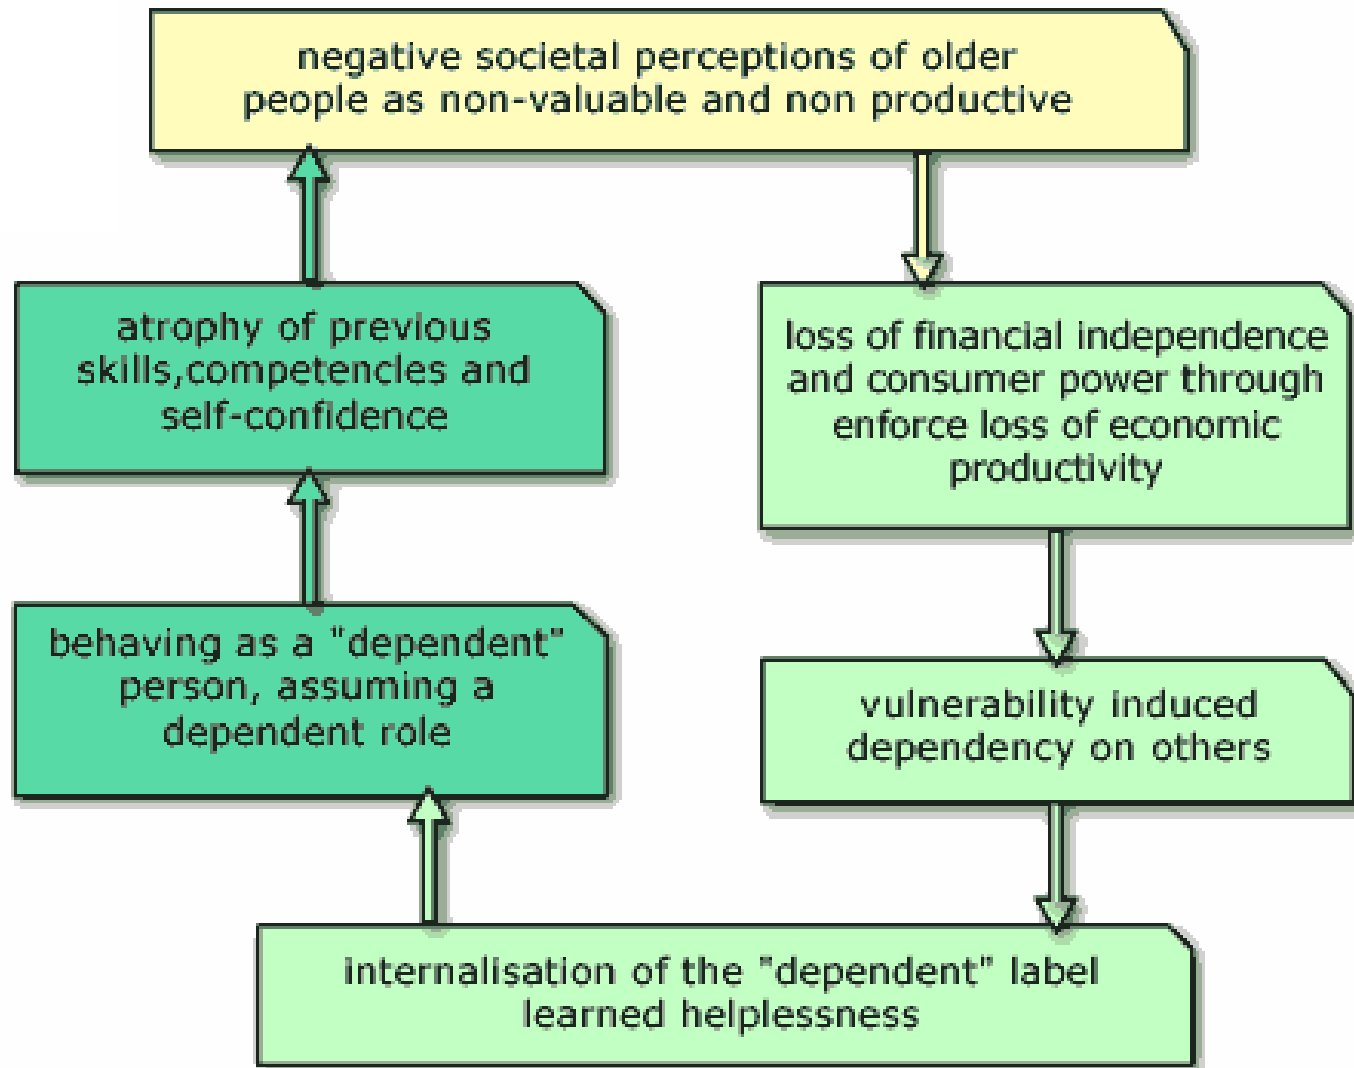 negative societal perceptions of older
people as non-valuable and non productive
loss of financial independence
and consumer power through
enforce loss of economic
productivity
vulnerability induced
dependency on others
internalisation of the "dependent" label
learned helplessness
behaving as a "dependent"
person, assuming a
dependent role
atrophy of previous
skills,competencies and
self-confidence